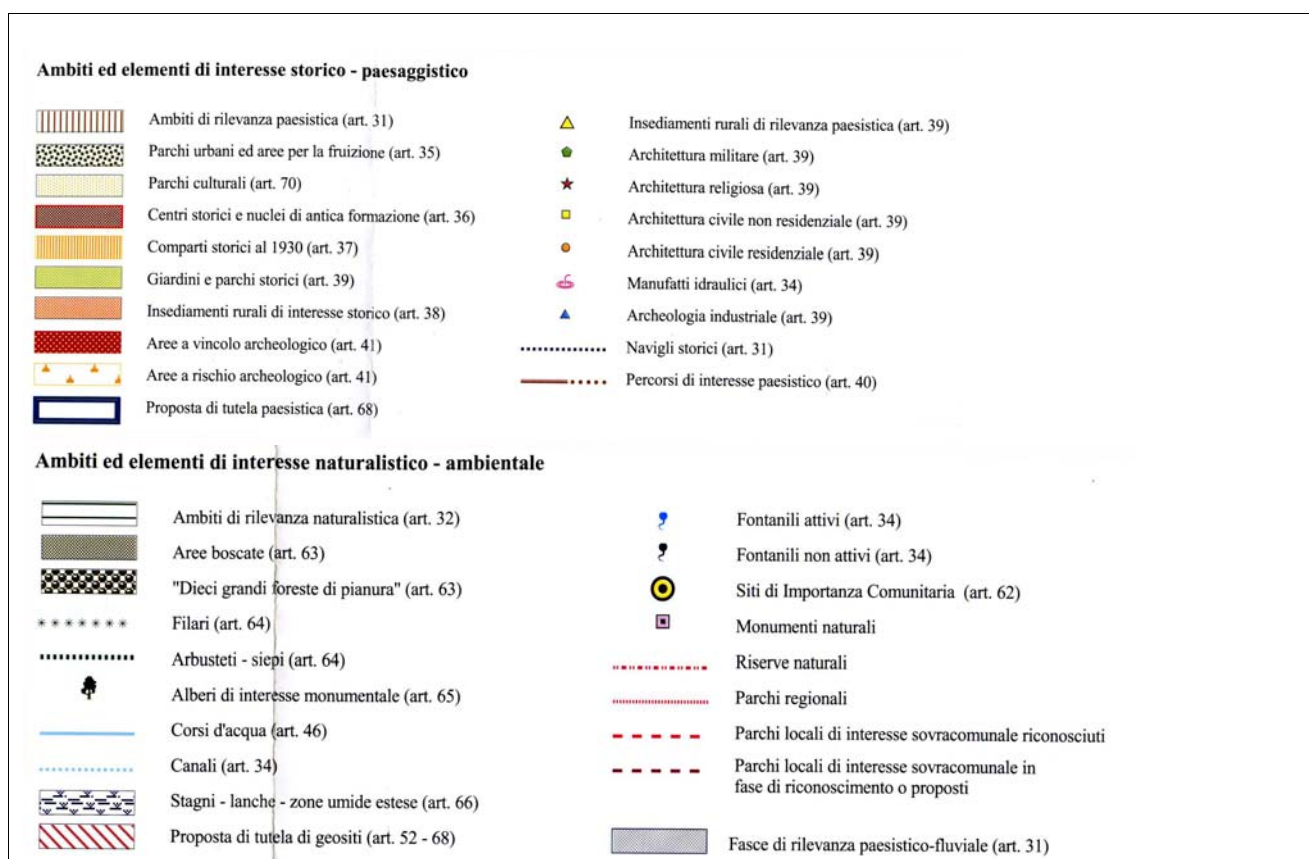 Ambiti ed elementi di interesse storico - paesaggistico
Ambiti di rilevanza paesistica (art. 31)
Parchi urbani ed aree per la fruizione (art. 35)
Parchi culturali (art. 70)
Centri storici e nuclei di antica formazione (art. 36)
Comparti storici al 1930 (art. 37)
Giardini e parchi storici (art. 39)
Insediamenti rurali di interesse storico (art. 38)
Aree a vincolo archeologico (art. 41)
Aree a rischio archeologico (art. 41)
Proposta di tutela paesistica (art. 68)
Insediamenti rurali di rilevanza paesistica (art. 39)
Architettura militare (art. 39)
Architettura religiosa (art. 39)
Architettura civile non residenziale (art. 39)
Architettura civile residenziale (art. 39)
Manufatti idraulici (art. 34)
Archeologia industriale (art. 39)
Navigli storici (art. 31)
Percorsi di interesse paesistico (art. 40)
Ambiti ed elementi di interesse naturalistico - ambientale
Ambiti di rilevanza naturalistica (art. 32)
Aree boscate (art. 63)
"Dieci grandi foreste di pianura" (art. 63)
Filari (art. 64)
Arbusteti - siepi (art. 64)
Alberi di interesse monumentale (art. 65)
Corsi d'acqua (art. 46)
Canali (art. 34)
Stagni - lanche - zone umide estese (art. 66)
Proposta di tutela di geositi (art. 52 - 68)
Fontanili attivi (art. 34)
Fontanili non attivi (art. 34)
Siti di Importanza Comunitaria (art. 62)
Monumenti naturali
Riserve naturali
Parchi regionali
Parchi locali di interesse sovracomunale riconosciuti
Parchi locali di interesse sovracomunale in
fase di riconoscimento o proposti
Fasce di rilevanza paesistico-fluviale (art. 31)